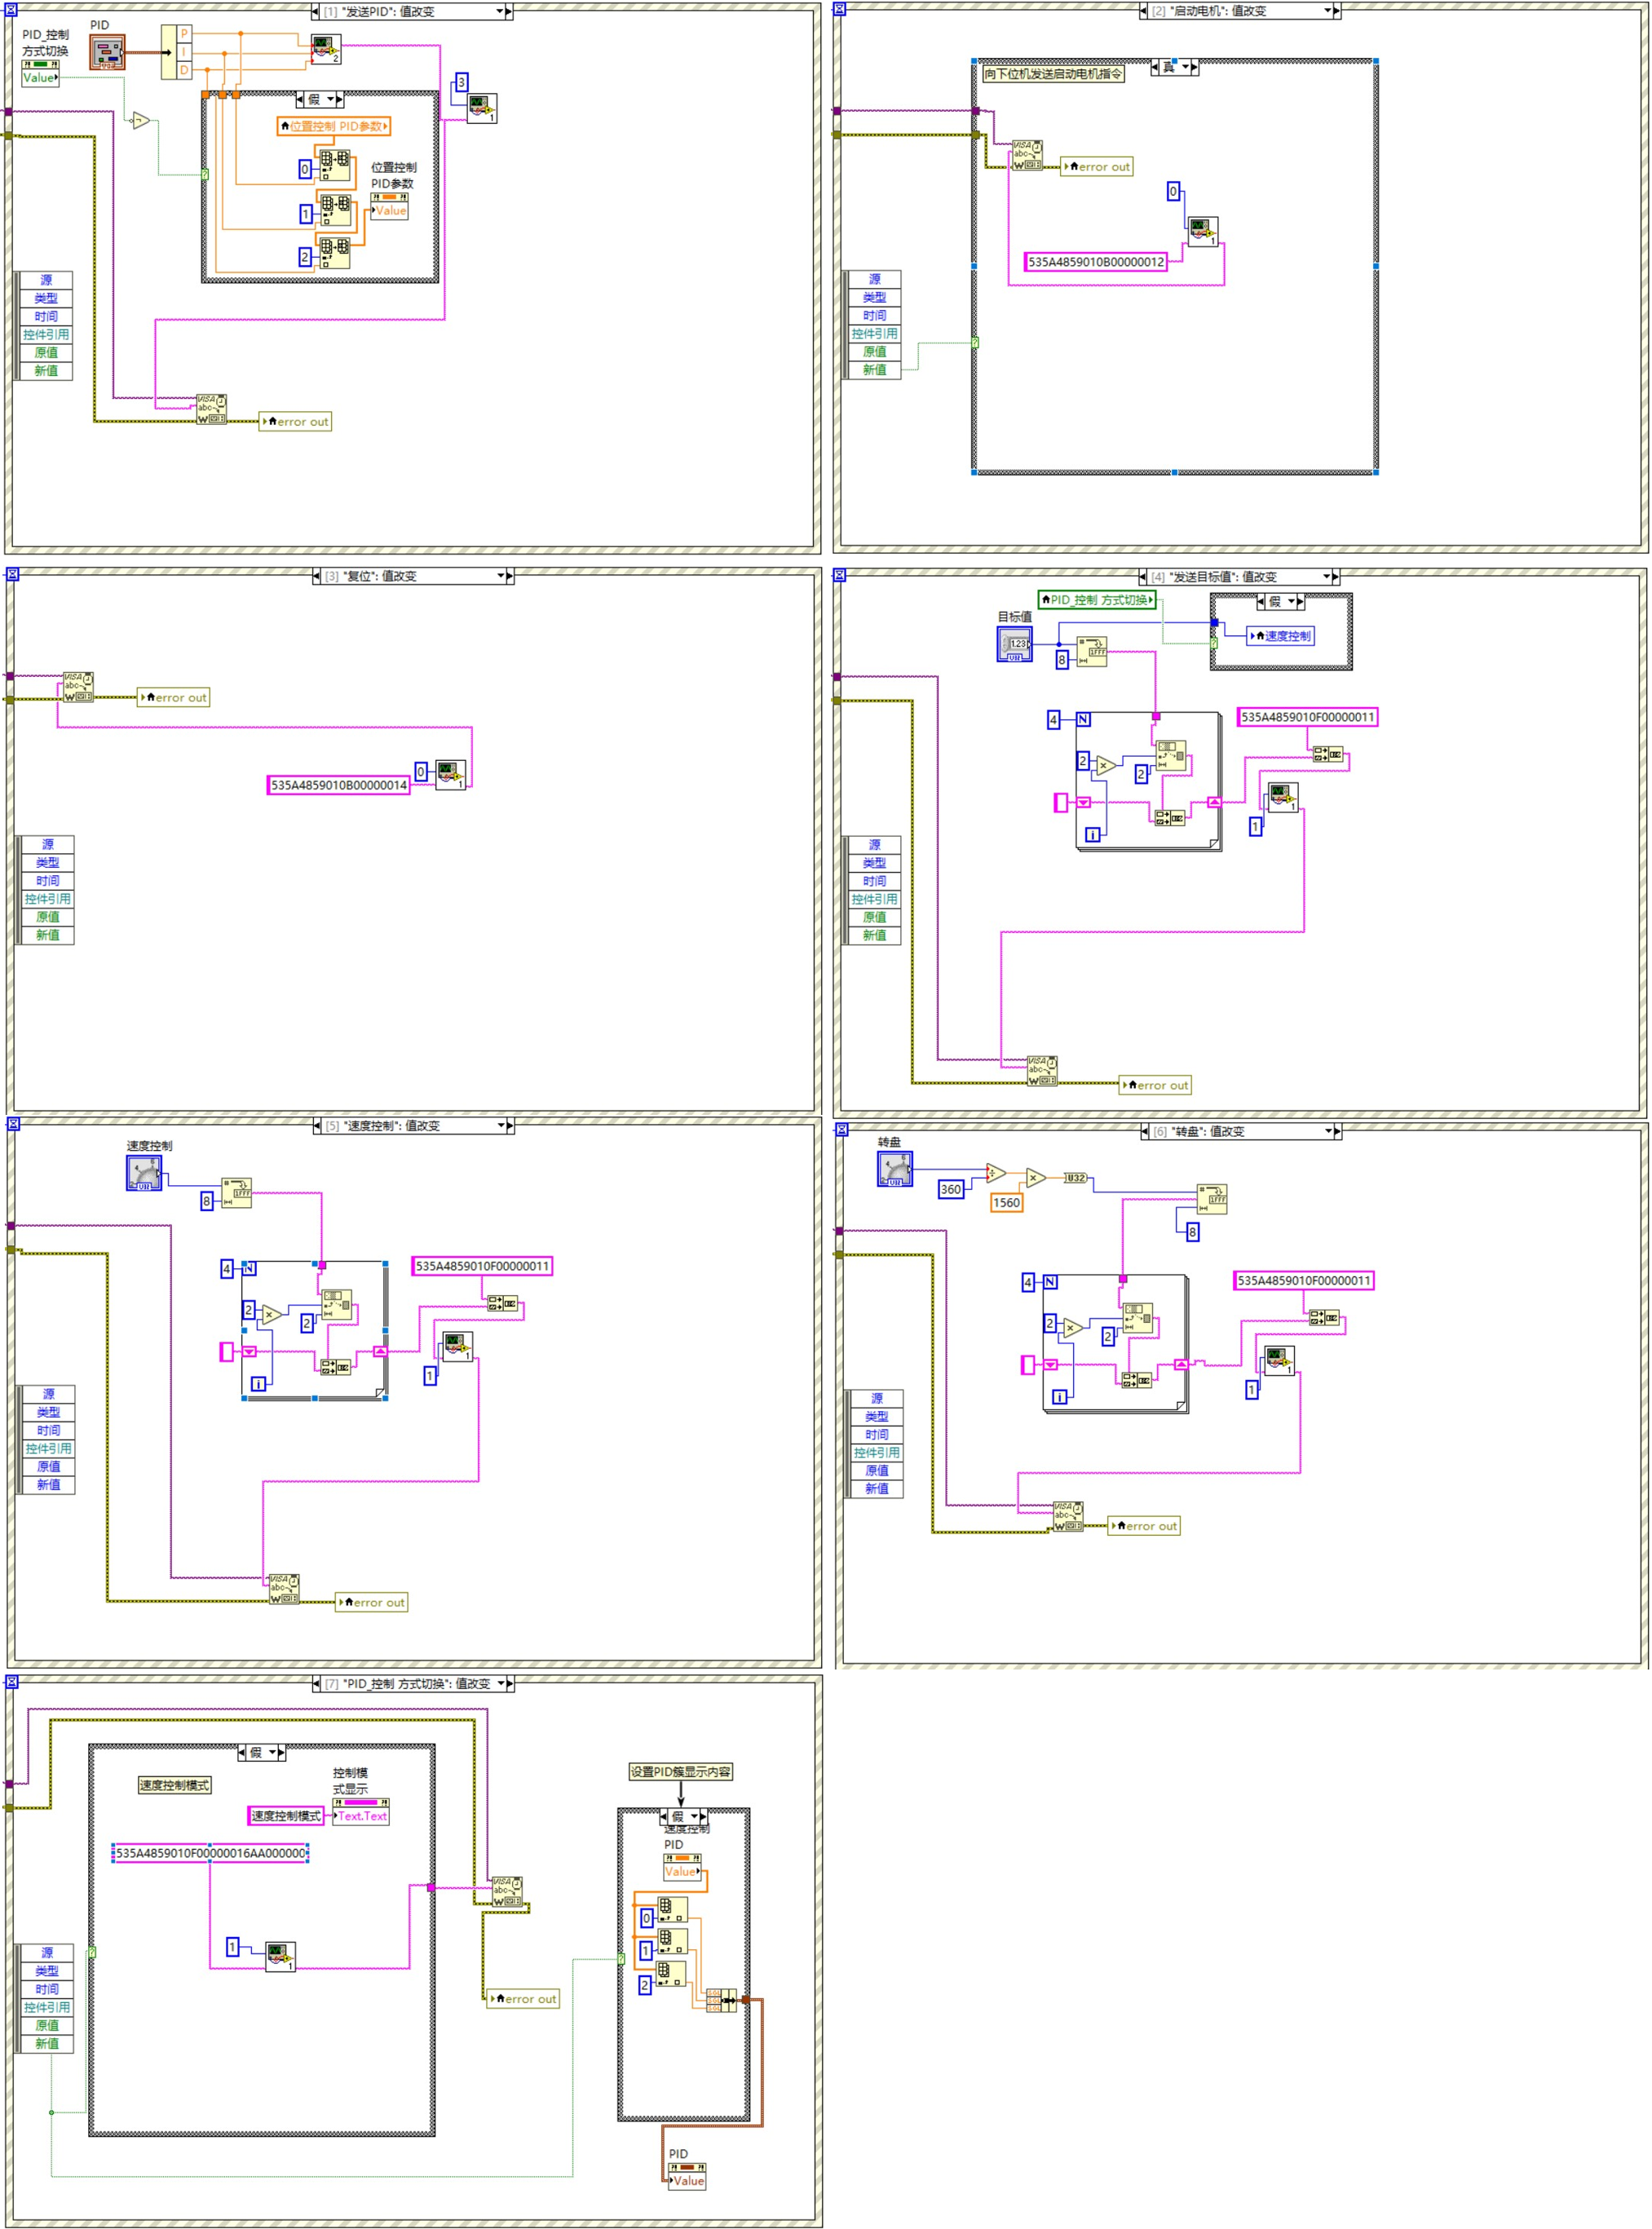 [1] "发送PID": 值改变
PID_控制
方式切换
Value
PID
P
I
D
2
3
1
假
位置控制 PID参数
0
1
2
位置控制
PID参数
Value
源
类型
时间
控件引用
原值
新值
VISA
abc
W
error out
[2] "启动电机": 值改变
向下位机发送启动电机指令
真
VISA
abc
W
error out
0
1
535A4859010B00000012
源
类型
时间
控件引用
原值
新值
[3] "复位": 值改变
VISA
abc
W
error out
0
1
535A4859010B00000014
源
类型
时间
控件引用
原值
新值
[4] "发送目标值": 值改变
PID_控制 方式切换
假
速度控制
目标值
1.23
8
4
N
2
2
i
535A4859010F00000011
1
1
源
类型
时间
控件引用
原值
新值
VISA
abc
W
error out
[5] "速度控制": 值改变
速度控制
8
4
N
2
2
i
535A4859010F00000011
1
1
源
类型
时间
控件引用
原值
新值
VISA
abc
W
error out
[6] "转盘": 值改变
转盘
360
1560
U32
8
4
N
2
2
i
535A4859010F00000011
1
1
源
类型
时间
控件引用
原值
新值
VISA
abc
W
error out
[7] "PID_控制 方式切换": 值改变
假
速度控制模式
控制模
式显示
速度控制模式
Text.Text
535A4859010F00000016AA000000
1
1
VISA
abc
W
error out
源
类型
时间
控件引用
原值
新值
设置PID簇显示内容
假
速度控制
PID
Value
0
1
2
PID
Value